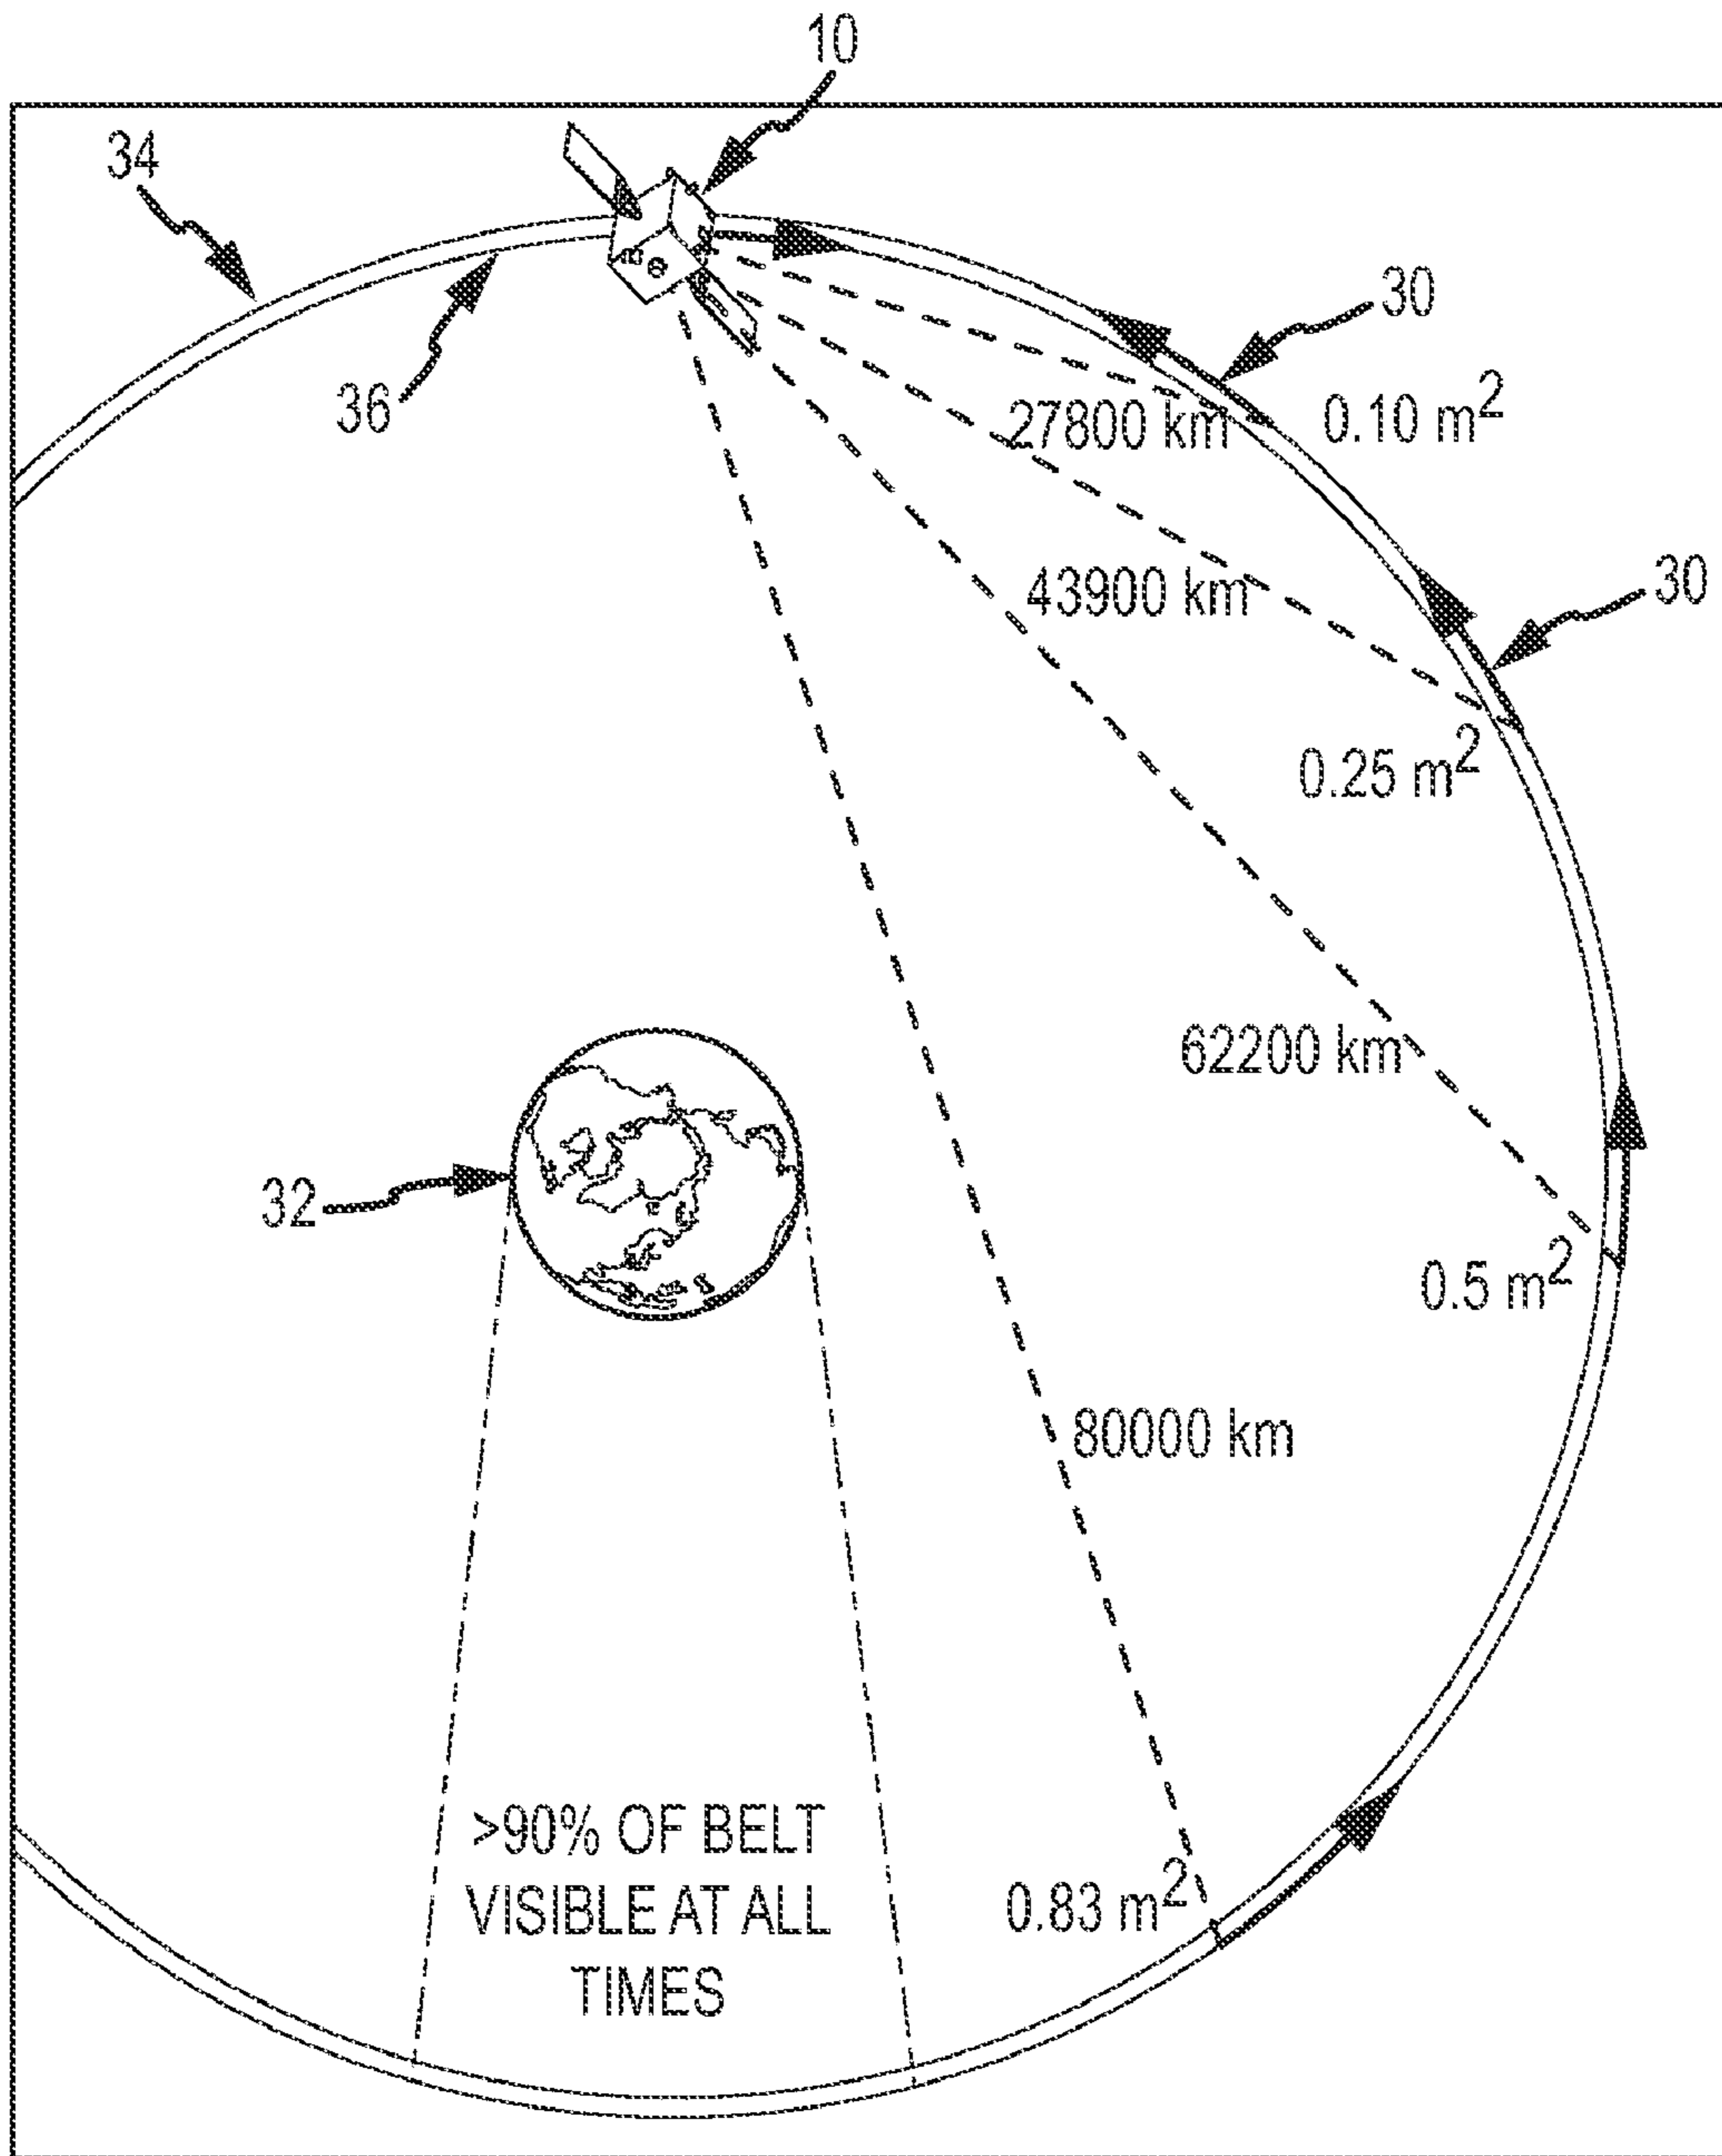 10
34
30
36
27800 km
0.10 m²
43900 km
30
0.25 m²
62200 km
32
0.5 m²
80000 km
>90% OF BELT
VISIBLE AT ALL
TIMES
0.83 m²